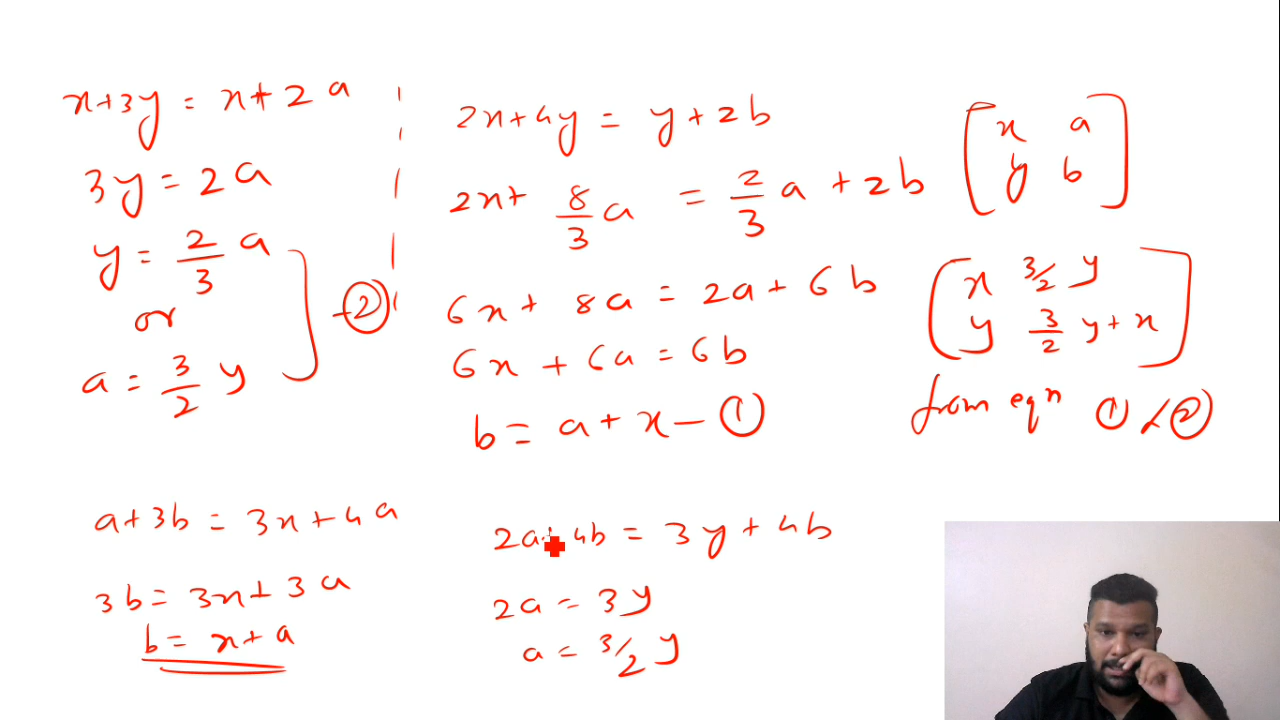 x+3y = x+2a
3y = 2a
y = 2/3 a
or
a = 3/2 y
-②
2x+4y = y+2b
2x+ 8/3 a = 2/3 a + 2b
6x + 8a = 2a + 6b
6x + 6a = 6b
b = a + x - ①
[x a
y b]
[x 3/2 y
y 3/2 y + x]
from eqn ① & ②
a+3b = 3x+4a
3b = 3x + 3a
b = x + a
2a+4b = 3y + 4b
2a = 3y
a = 3/2 y